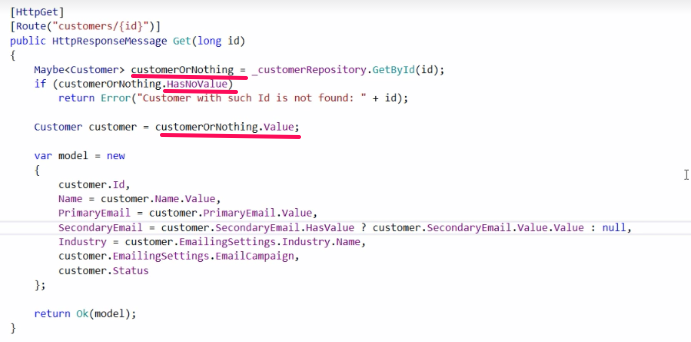 [HttpGet]
[Route("customers/{id}")]
public HttpResponseMessage Get(long id)
{
    Maybe<Customer> customerOrNothing = _customerRepository.GetById(id);
    if (customerOrNothing.HasNoValue)
        return Error("Customer with such Id is not found: " + id);

    Customer customer = customerOrNothing.Value;

    var model = new
    {
        customer.Id,
        Name = customer.Name.Value,
        PrimaryEmail = customer.PrimaryEmail.Value,
        SecondaryEmail = customer.SecondaryEmail.HasValue ? customer.SecondaryEmail.Value.Value : null,
        Industry = customer.EmailingSettings.Industry.Name,
        customer.EmailingSettings.EmailCampaign,
        customer.Status
    };

    return Ok(model);
}